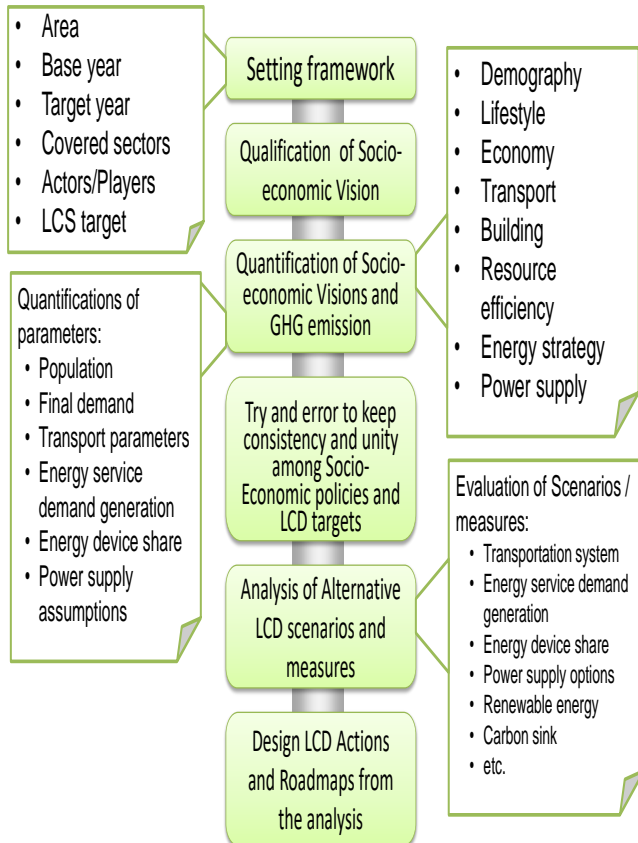 • Area
• Base year
• Target year
• Covered sectors
• Actors/Players
• LCS target
Setting framework
Qualification of Socio-
economic Vision
Quantification of Socio-
economic Visions and
GHG emission
• Demography
• Lifestyle
• Economy
• Transport
• Building
• Resource
efficiency
• Energy strategy
• Power supply
Quantifications of
parameters:
• Population
• Final demand
• Transport parameters
• Energy service
demand generation
• Energy device share
• Power supply
assumptions
Try and error to keep
consistency and unity
among Socio-
Economic policies and
LCD targets
Analysis of Alternative
LCD scenarios and
measures
Evaluation of Scenarios /
measures:
• Transportation system
• Energy service demand
generation
• Energy device share
• Power supply options
• Renewable energy
• Carbon sink
• etc.
Design LCD Actions
and Roadmaps from
the analysis